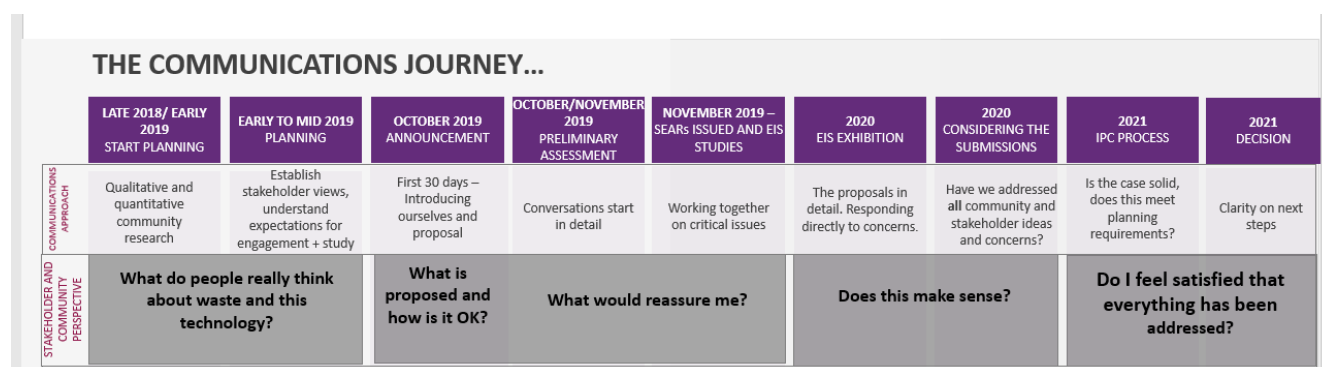 THE COMMUNICATIONS JOURNEY...
LATE 2018/ EARLY
2019
START PLANNING
EARLY TO MID 2019
PLANNING
OCTOBER 2019
ANNOUNCEMENT
OCTOBER/NOVEMBER
2019
PRELIMINARY
ASSESSMENT
NOVEMBER 2019 –
SEARs ISSUED AND EIS
STUDIES
2020
EIS EXHIBITION
2020
CONSIDERING THE
SUBMISSIONS
2021
IPC PROCESS
2021
DECISION
COMMUNICATIONS
APPROACH
Qualitative and
quantitative
community
research
Establish
stakeholder views,
understand
expectations for
engagement + study
First 30 days –
Introducing
ourselves and
proposal
Conversations start
in detail
Working together
on critical issues
The proposals in
detail. Responding
directly to concerns.
Have we addressed
all community and
stakeholder ideas
and concerns?
Is the case solid,
does this meet
planning
requirements?
Clarity on next
steps
STAKEHOLDER AND
COMMUNITY
PERSPECTIVE
What do people really think
about waste and this
technology?
What is
proposed and
how is it OK?
What would reassure me?
Does this make sense?
Do I feel satisfied that
everything has been
addressed?